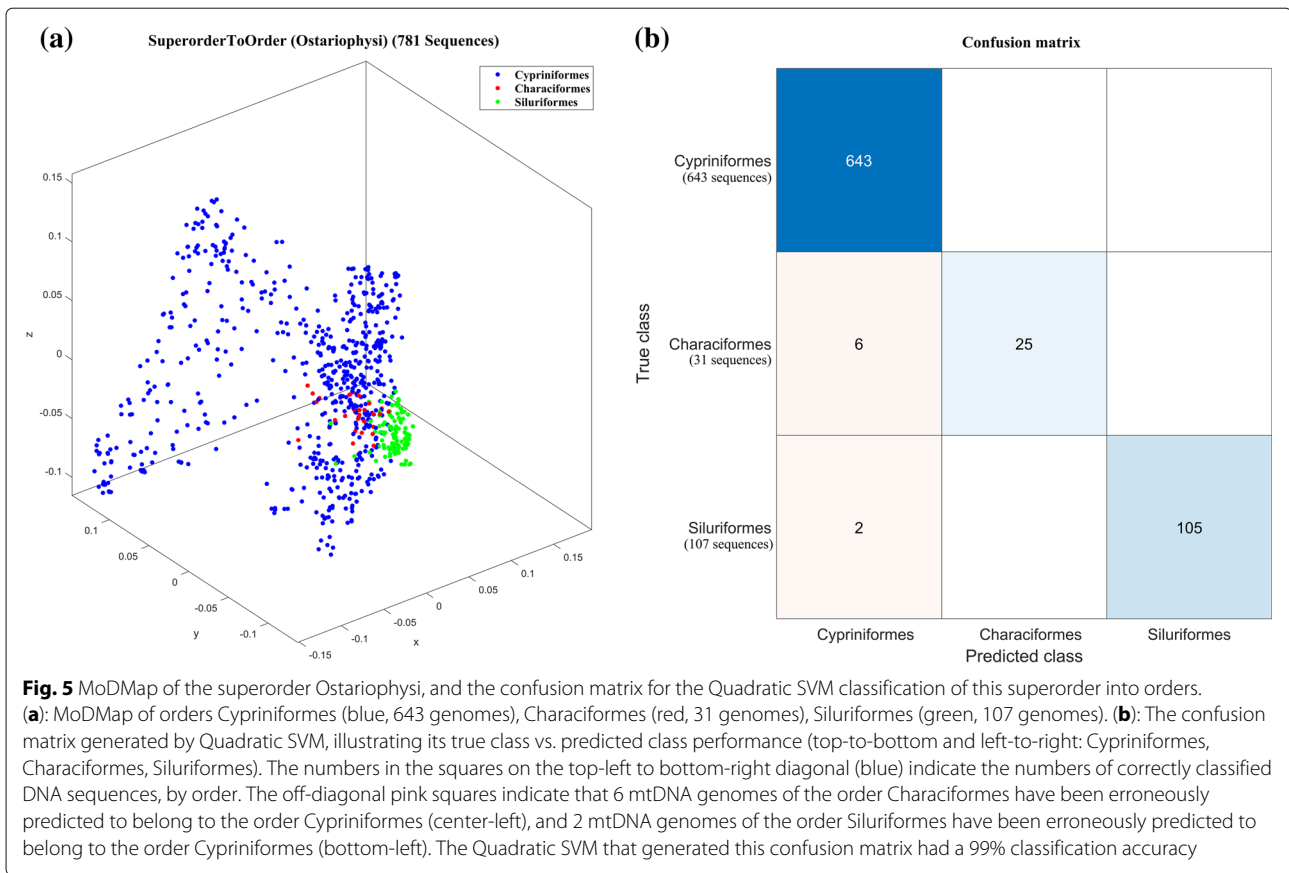 (a)
SuperorderToOrder (Ostariophysi) (781 Sequences)
Cypriniformes
Characiformes
Siluriformes
0.15
0.1
0.05
0
-0.05
-0.1
z
0.1
0.05
0
-0.05
-0.1
y
-0.15
-0.1
-0.05
0
0.05
0.1
0.15
x
(b)
Confusion matrix
True class
Cypriniformes
(643 sequences)
643
Characiformes
(31 sequences)
6
25
Siluriformes
(107 sequences)
2
105
Cypriniformes
Characiformes
Siluriformes
Predicted class
Fig. 5 MoDMap of the superorder Ostariophysi, and the confusion matrix for the Quadratic SVM classification of this superorder into orders.
(a): MoDMap of orders Cypriniformes (blue, 643 genomes), Characiformes (red, 31 genomes), Siluriformes (green, 107 genomes). (b): The confusion
matrix generated by Quadratic SVM, illustrating its true class vs. predicted class performance (top-to-bottom and left-to-right: Cypriniformes,
Characiformes, Siluriformes). The numbers in the squares on the top-left to bottom-right diagonal (blue) indicate the numbers of correctly classified
DNA sequences, by order. The off-diagonal pink squares indicate that 6 mtDNA genomes of the order Characiformes have been erroneously
predicted to belong to the order Cypriniformes (center-left), and 2 mtDNA genomes of the order Siluriformes have been erroneously predicted to
belong to the order Cypriniformes (bottom-left). The Quadratic SVM that generated this confusion matrix had a 99% classification accuracy